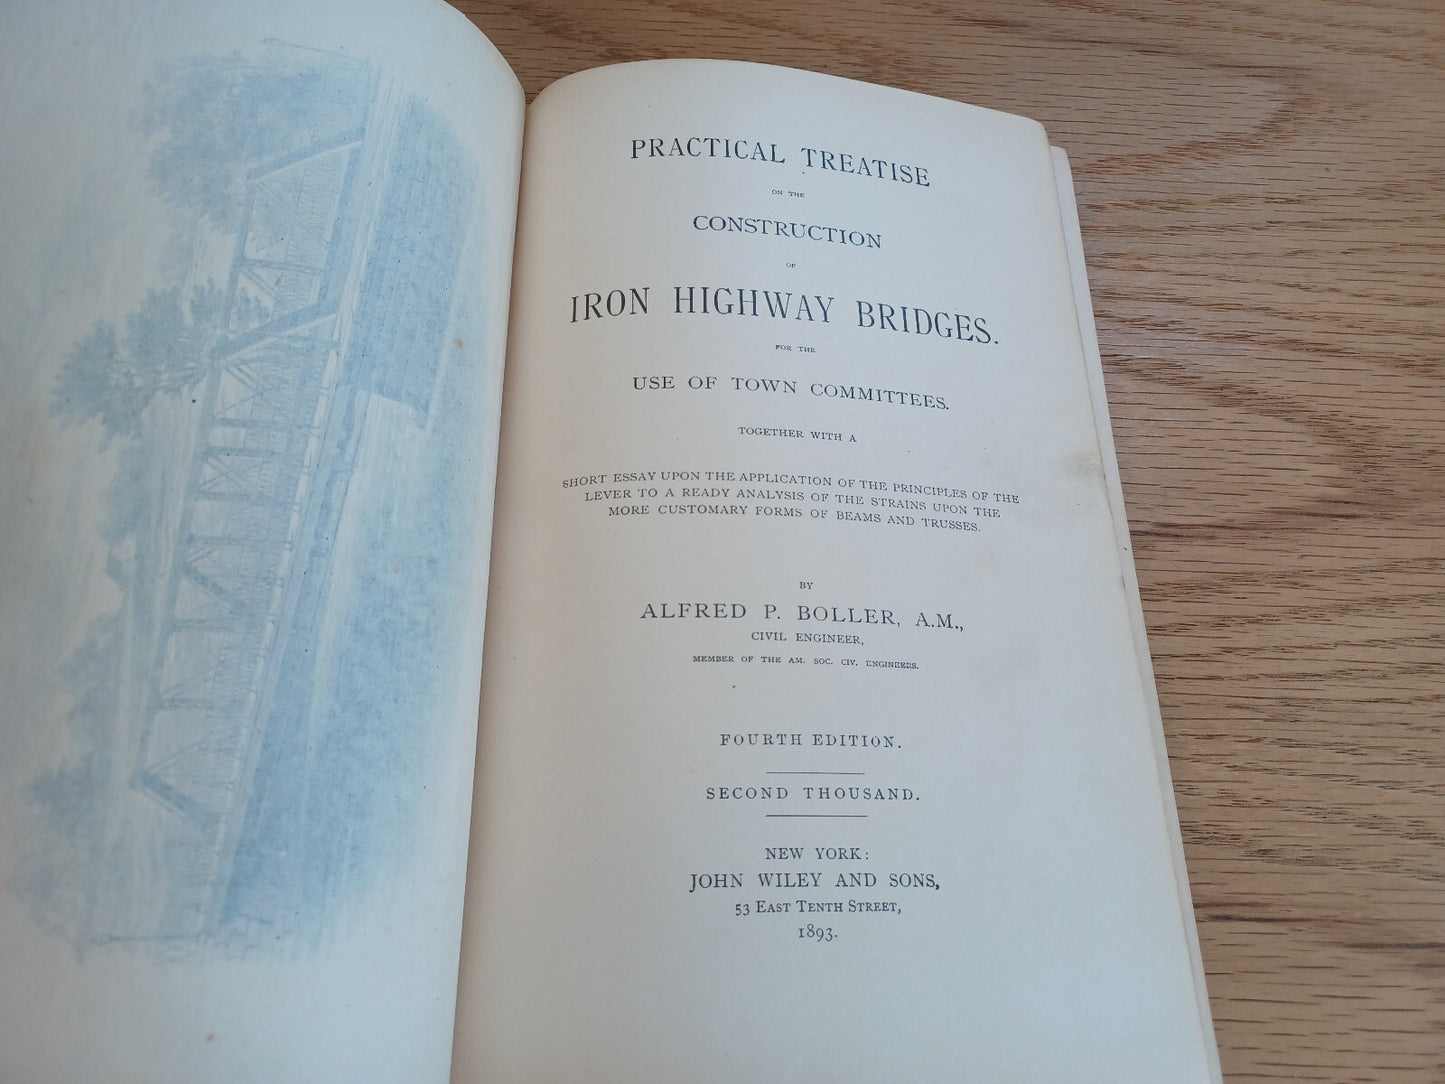 PRACTICAL TREATISE
ON THE
CONSTRUCTION
OF
IRON HIGHWAY BRIDGES.
FOR THE
USE OF TOWN COMMITTEES.
TOGETHER WITH A
SHORT ESSAY UPON THE APPLICATION OF THE PRINCIPLES OF THE
LEVER TO A READY ANALYSIS OF THE STRAINS UPON THE
MORE CUSTOMARY FORMS OF BEAMS AND TRUSSES.
BY
ALFRED P. BOLLER, A.M.,
CIVIL ENGINEER,
MEMBER OF THE AM. SOC. CIV. ENGINEERS.
FOURTH EDITION.
SECOND THOUSAND.
NEW YORK:
JOHN WILEY AND SONS,
53 EAST TENTH STREET,
1893.